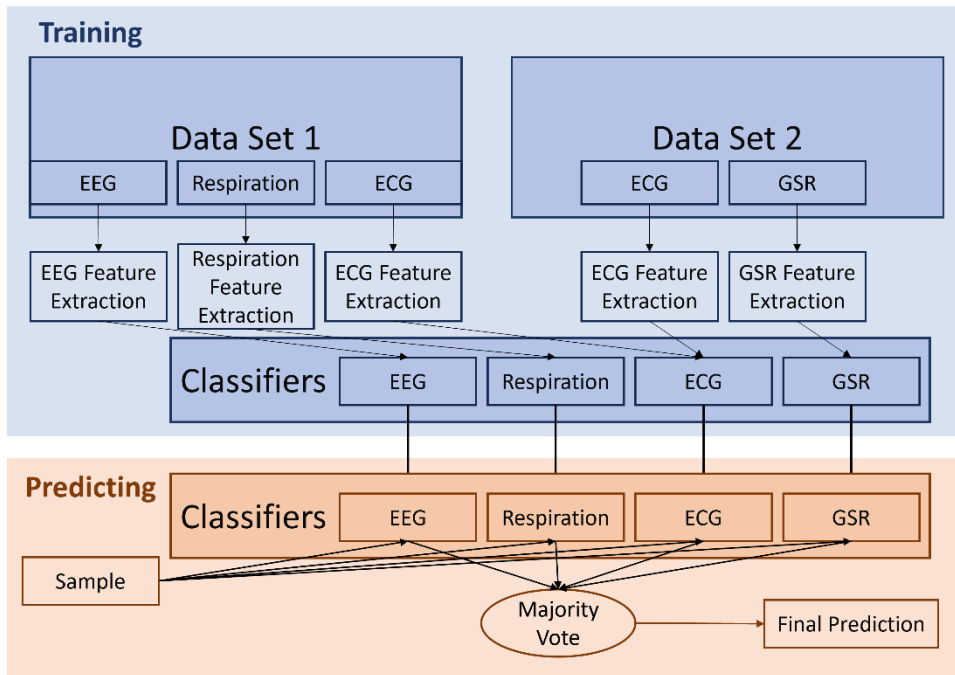 Training
Data Set 1
Data Set 2
EEG
Respiration
ECG
ECG
GSR
EEG Feature
Extraction
Respiration
Feature
Extraction
ECG Feature
Extraction
ECG Feature
Extraction
GSR Feature
Extraction
Classifiers
EEG
Respiration
ECG
GSR
Predicting
Classifiers
EEG
Respiration
ECG
GSR
Sample
Majority
Vote
Final Prediction